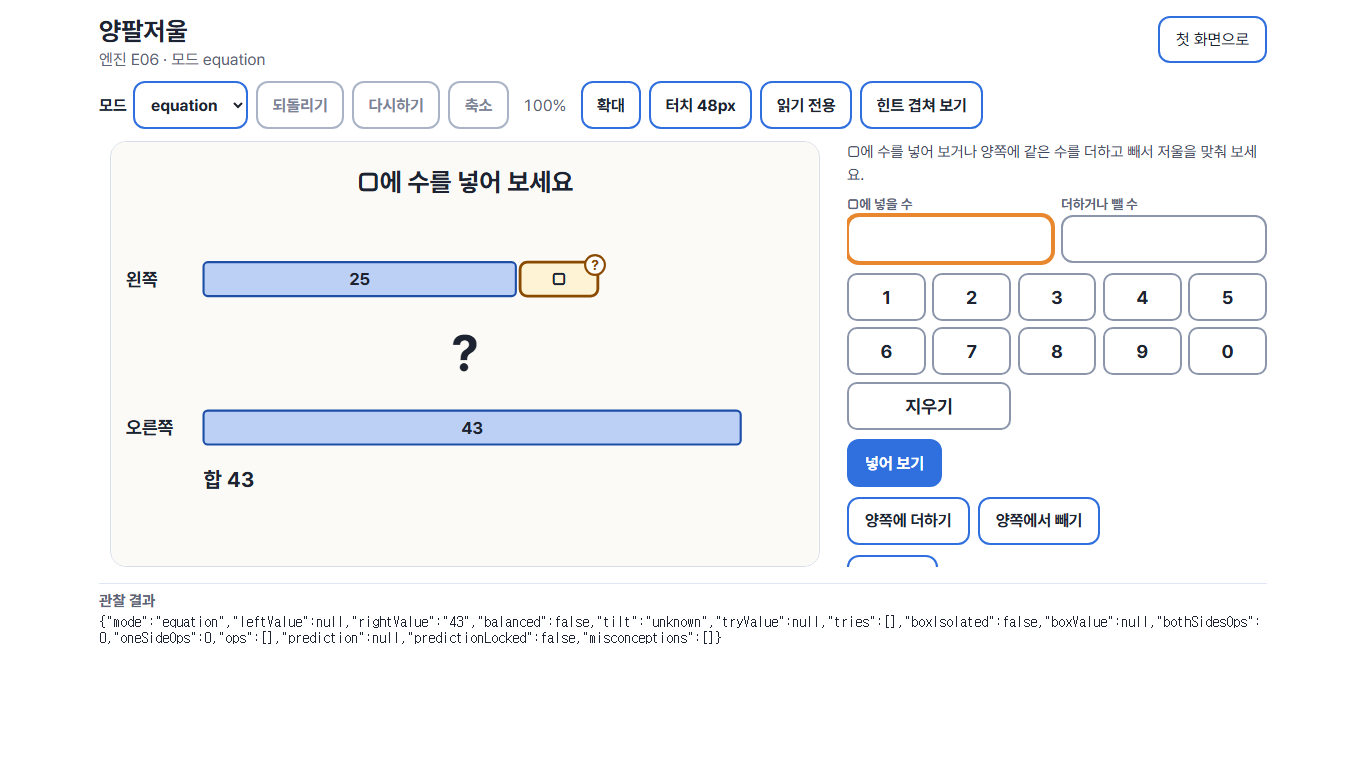 양팔저울
엔진 E06 · 모드 equation
첫 화면으로
모드 equation 되돌리기 다시하기 축소 100% 확대 터치 48px 읽기 전용 힌트 겹쳐 보기
▢에 수를 넣어 보세요
왼쪽 25 ▢ ?
?
오른쪽 43
합 43
▢에 수를 넣어 보거나 양쪽에 같은 수를 더하고 빼서 저울을 맞춰 보세
요.
▢에 넣을 수 더하거나 뺄 수
1 2 3 4 5
6 7 8 9 0
지우기
넣어 보기
양쪽에 더하기 양쪽에서 빼기
관찰 결과
{"mode":"equation","leftValue":null,"rightValue":"43","balanced":false,"tilt":"unknown","tryValue":null,"tries":[],"boxIsolated":false,"boxValue":null,"bothSidesOps":
0,"oneSideOps":0,"ops":[],"prediction":null,"predictionLocked":false,"misconceptions":[]}